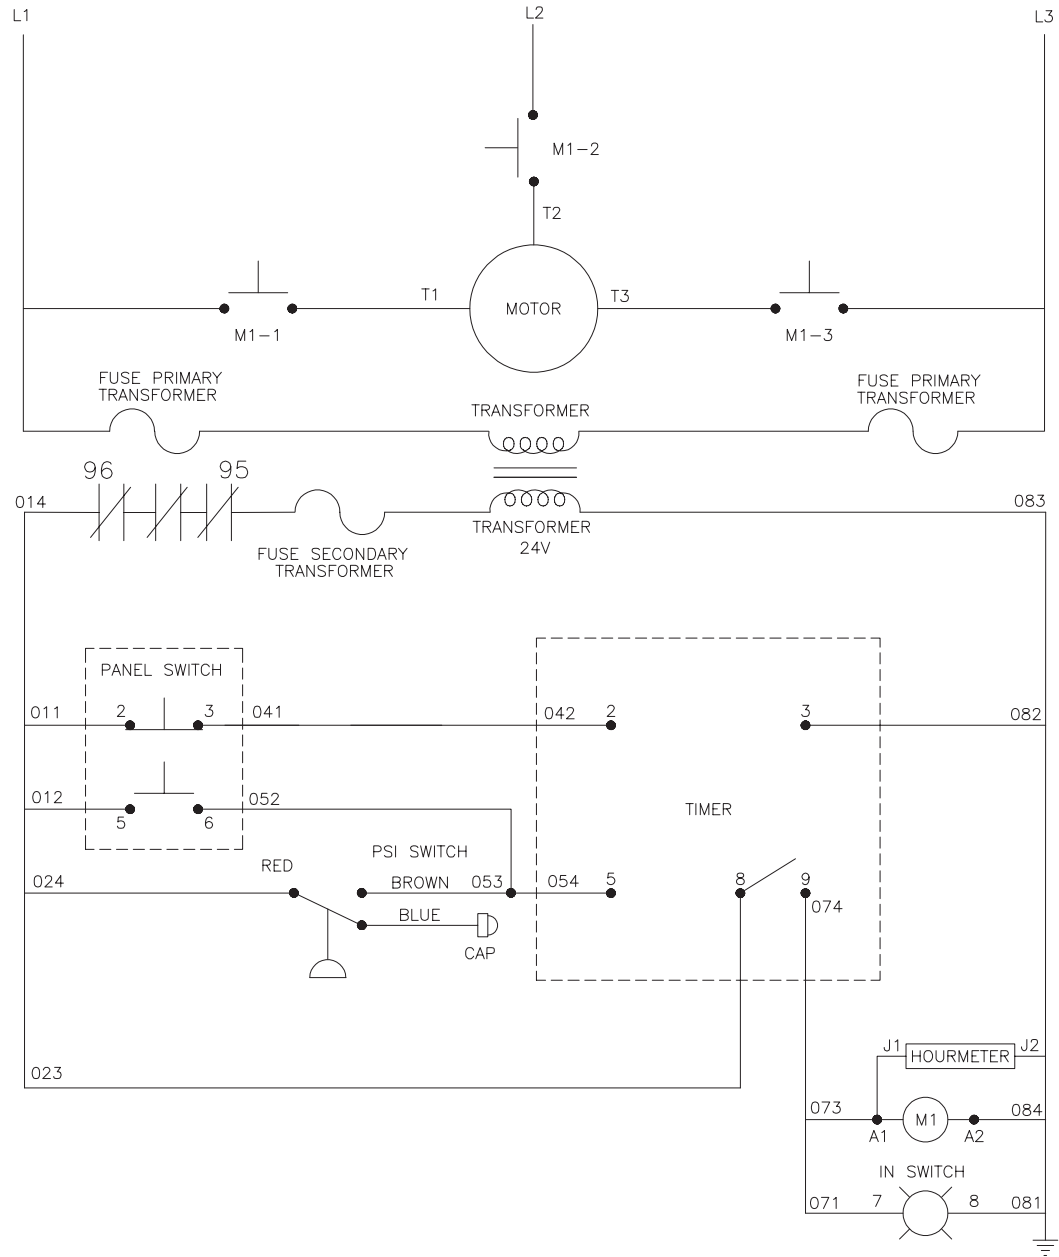 L1
L2
L3
M1-2
T2
T1
MOTOR
T3
M1-1
M1-3
FUSE PRIMARY
TRANSFORMER
TRANSFORMER
FUSE PRIMARY
TRANSFORMER
96
95
014
083
TRANSFORMER
24V
FUSE SECONDARY
TRANSFORMER
PANEL SWITCH
011
2
3
041
042
2
3
082
012
052
5
6
TIMER
PSI SWITCH
RED
024
BROWN
053
054
5
8
9
074
BLUE
CAP
023
J1
HOURMETER
J2
073
M1
084
A1
A2
IN SWITCH
071
7
8
081